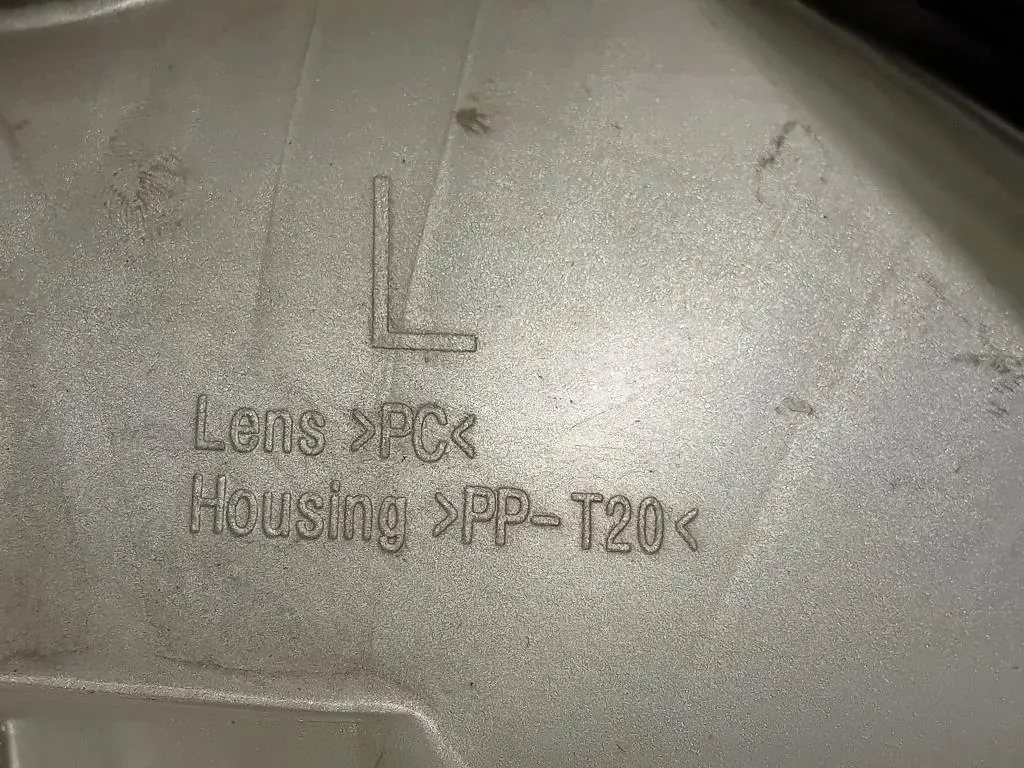 L
Lens >PC<
Housing >PP-T20<